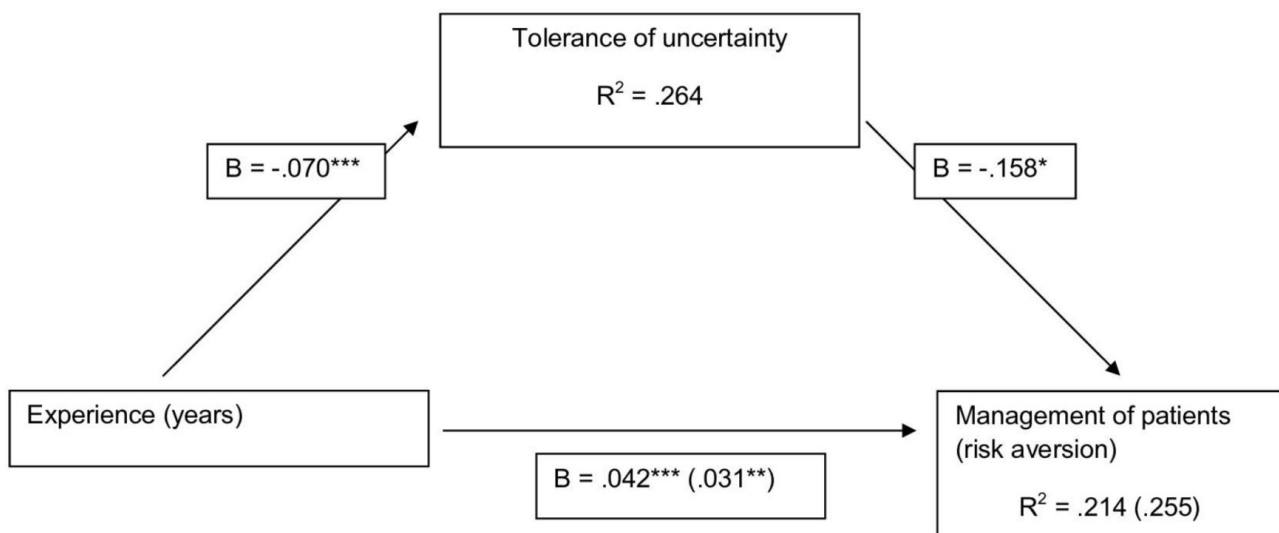 Tolerance of uncertainty
R² = .264
B = -.070***
B = -.158*
Experience (years)
Management of patients
(risk aversion)
B = .042*** (.031**)
R² = .214 (.255)